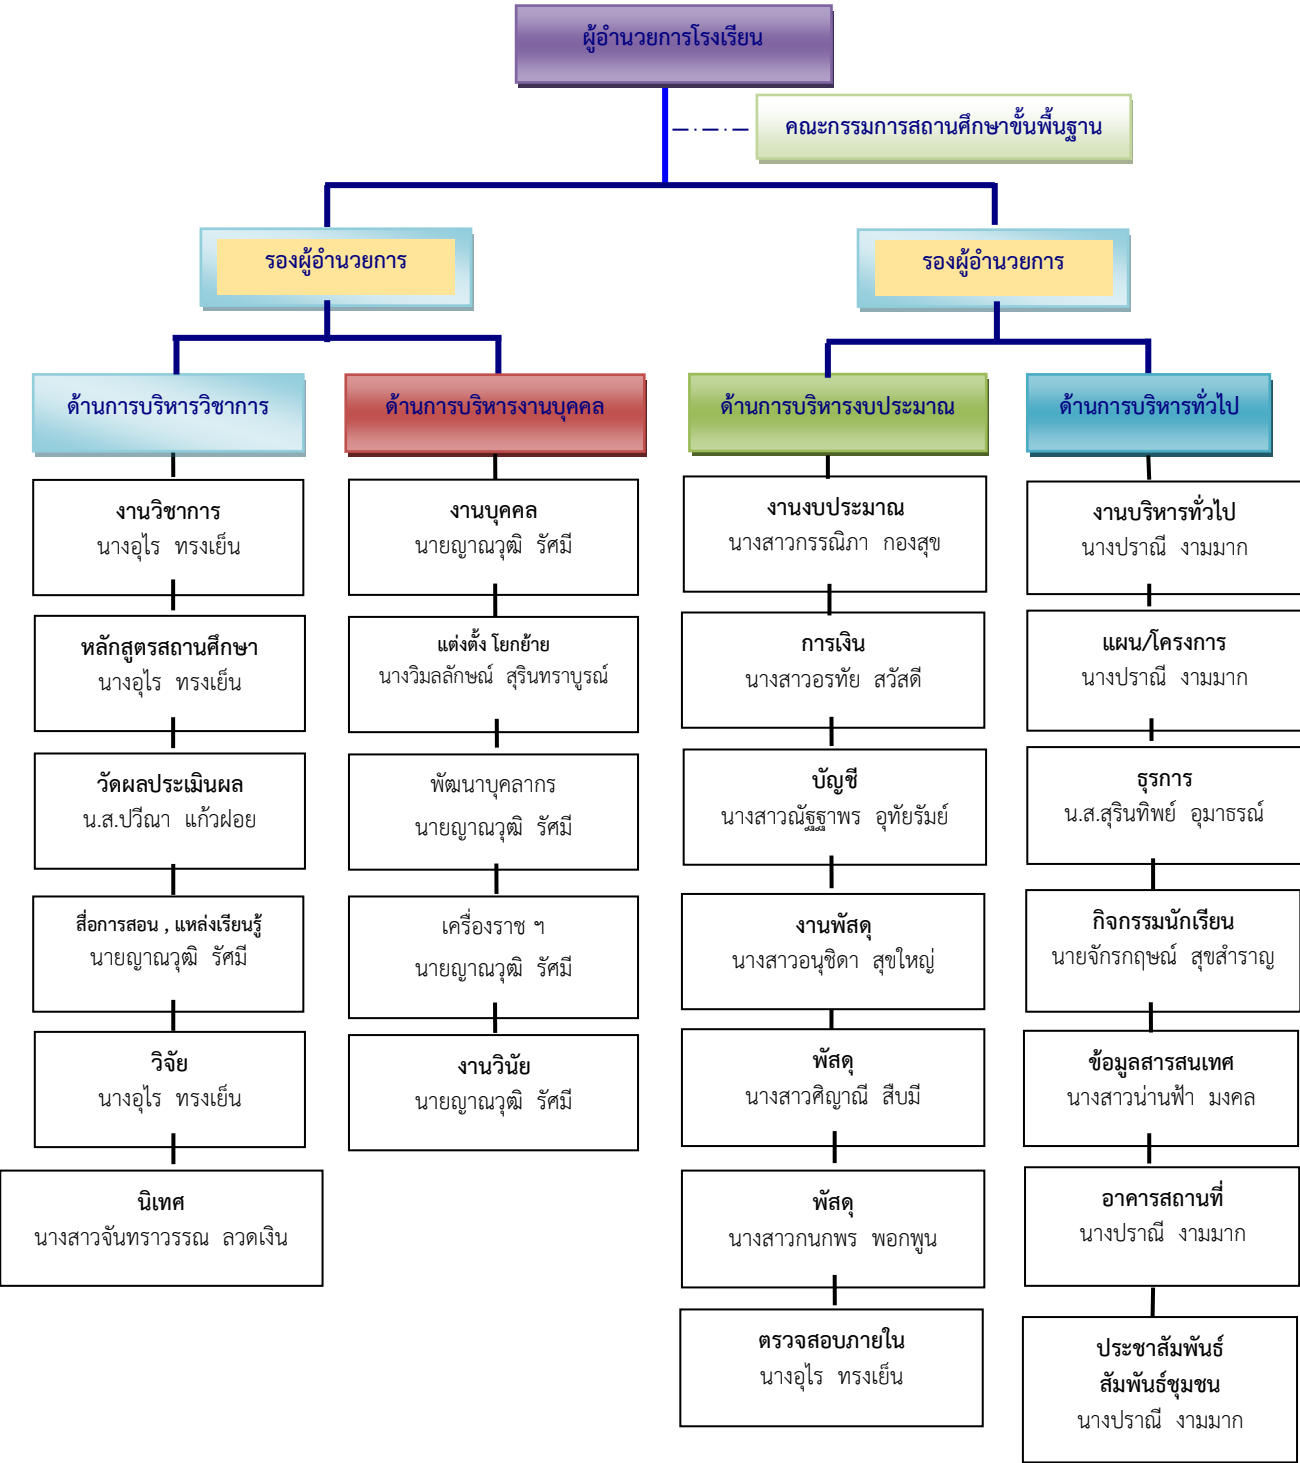 ผู้อำนวยการโรงเรียน
คณะกรรมการสถานศึกษาขั้นพื้นฐาน
รองผู้อำนวยการ
รองผู้อำนวยการ
ด้านการบริหารวิชาการ
งานวิชาการ
นางอุไร ทรงเย็น
หลักสูตรสถานศึกษา
นางอุไร ทรงเย็น
วัดผลประเมินผล
น.ส.ปวีณา แก้วฝอย
สื่อการสอน , แหล่งเรียนรู้
นายญาณวุฒิ รัศมี
วิจัย
นางอุไร ทรงเย็น
นิเทศ
นางสาวจันทราวรรณ ลวดเงิน
ด้านการบริหารงานบุคคล
งานบุคคล
นายญาณวุฒิ รัศมี
แต่งตั้ง โยกย้าย
นางวิมลลักษณ์ สุรินทราบูรณ์
พัฒนาบุคลากร
นายญาณวุฒิ รัศมี
เครื่องราช ฯ
นายญาณวุฒิ รัศมี
งานวินัย
นายญาณวุฒิ รัศมี
ด้านการบริหารงบประมาณ
งานงบประมาณ
นางสาวกรรณิภา กองสุข
การเงิน
นางสาวอรทัย สวัสดี
บัญชี
นางสาวณัฐฐาพร อุทัยรัมย์
งานพัสดุ
นางสาวอนุชิดา สุขใหญ่
พัสดุ
นางสาวศิญาณี สืบมี
พัสดุ
นางสาวกนกพร พอกพูน
ตรวจสอบภายใน
นางอุไร ทรงเย็น
ด้านการบริหารทั่วไป
งานบริหารทั่วไป
นางปราณี งามมาก
แผน/โครงการ
นางปราณี งามมาก
ธุรการ
น.ส.สุรินทิพย์ อุมาธรณ์
กิจกรรมนักเรียน
นายจักรกฤษณ์ สุขสำราญ
ข้อมูลสารสนเทศ
นางสาวน่านฟ้า มงคล
อาคารสถานที่
นางปราณี งามมาก
ประชาสัมพันธ์
สัมพันธ์ชุมชน
นางปราณี งามมาก